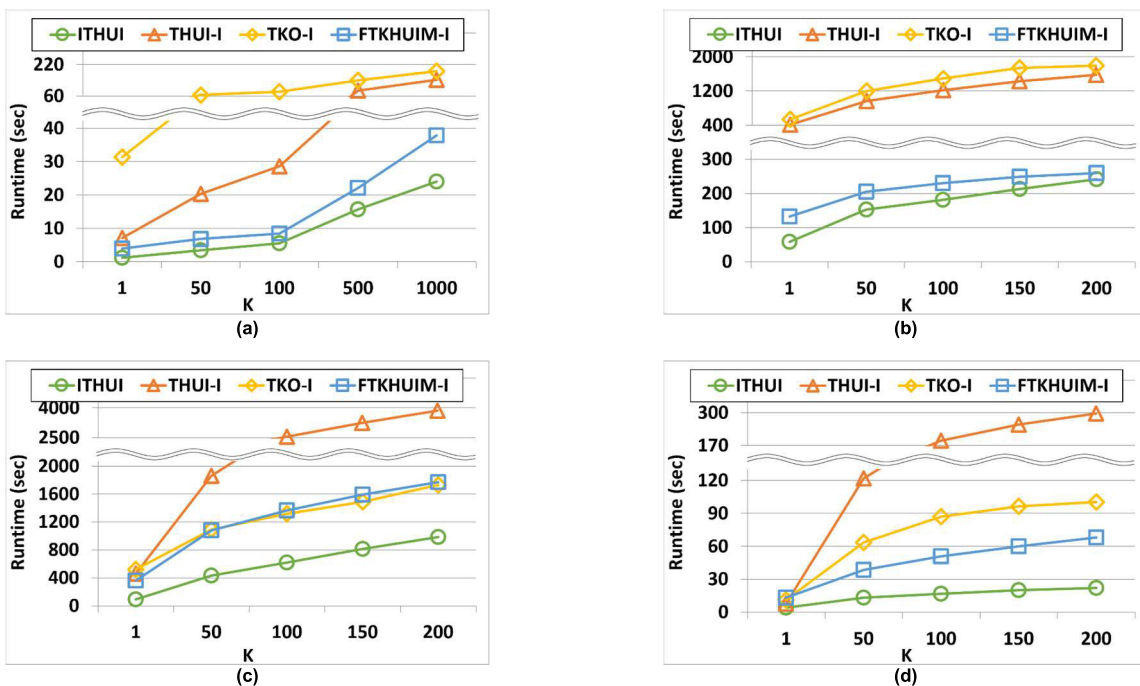 ITHUI THUI-I TKO-I FTKHUIM-I
Runtime (sec)
220
60
40
30
20
10
0
1 50 100 500 1000
K
(a)
ITHUI THUI-I TKO-I FTKHUIM-I
Runtime (sec)
2000
1200
400
300
200
100
0
1 50 100 150 200
K
(b)
ITHUI THUI-I TKO-I FTKHUIM-I
Runtime (sec)
4000
2500
2000
1600
1200
800
400
0
1 50 100 150 200
K
(c)
ITHUI THUI-I TKO-I FTKHUIM-I
Runtime (sec)
300
170
120
90
60
30
0
1 50 100 150 200
K
(d)